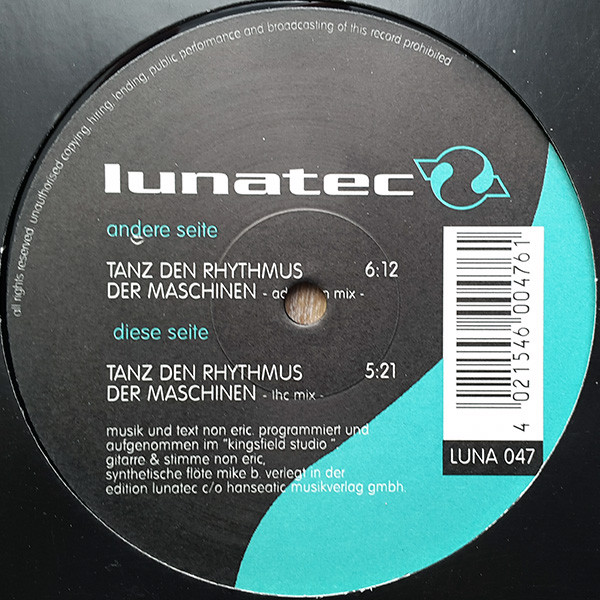 all rights reserved. unauthorised copying, hiring, lending, public performance and broadcasting of this record prohibited
lunatec
andere seite
TANZ DEN RHYTHMUS 6:12
DER MASCHINEN - mix -
diese seite
TANZ DEN RHYTHMUS 5:21
DER MASCHINEN - lhc mix -
musik und text non eric. programmiert und
aufgenommen im "kingsfield studio".
gitarre & stimme non eric,
synthetische flöte mike b. verlegt in der
edition lunatec c/o hanseatic musikverlag gmbh.
4 021546 004761
LUNA 047